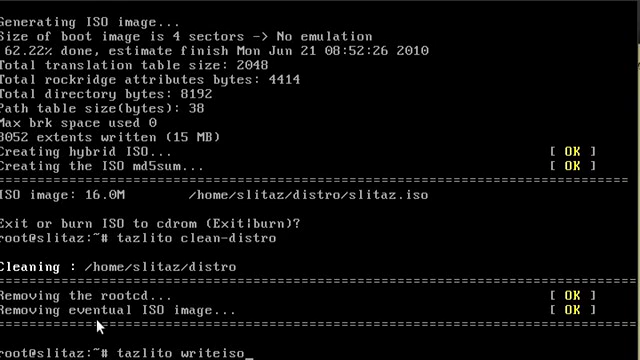 Generating ISO image...
Size of boot image is 4 sectors -> No emulation
62.22% done, estimate finish Mon Jun 21 08:52:26 2010
Total translation table size: 2048
Total rockridge attributes bytes: 4414
Total directory bytes: 8192
Path table size(bytes): 38
Max brk space used 0
8052 extents written (15 MB)
Creating hybrid ISO... [ OK ]
Creating the ISO md5sum... [ OK ]
================================================================================
ISO image: 16.0M /home/slitaz/distro/slitaz.iso
Exit or burn ISO to cdrom (Exit|burn)?
root@slitaz:~# tazlito clean-distro
Cleaning : /home/slitaz/distro
================================================================================
Removing the rootcd... [ OK ]
Removing eventual ISO image... [ OK ]
================================================================================
root@slitaz:~# tazlito writeiso_